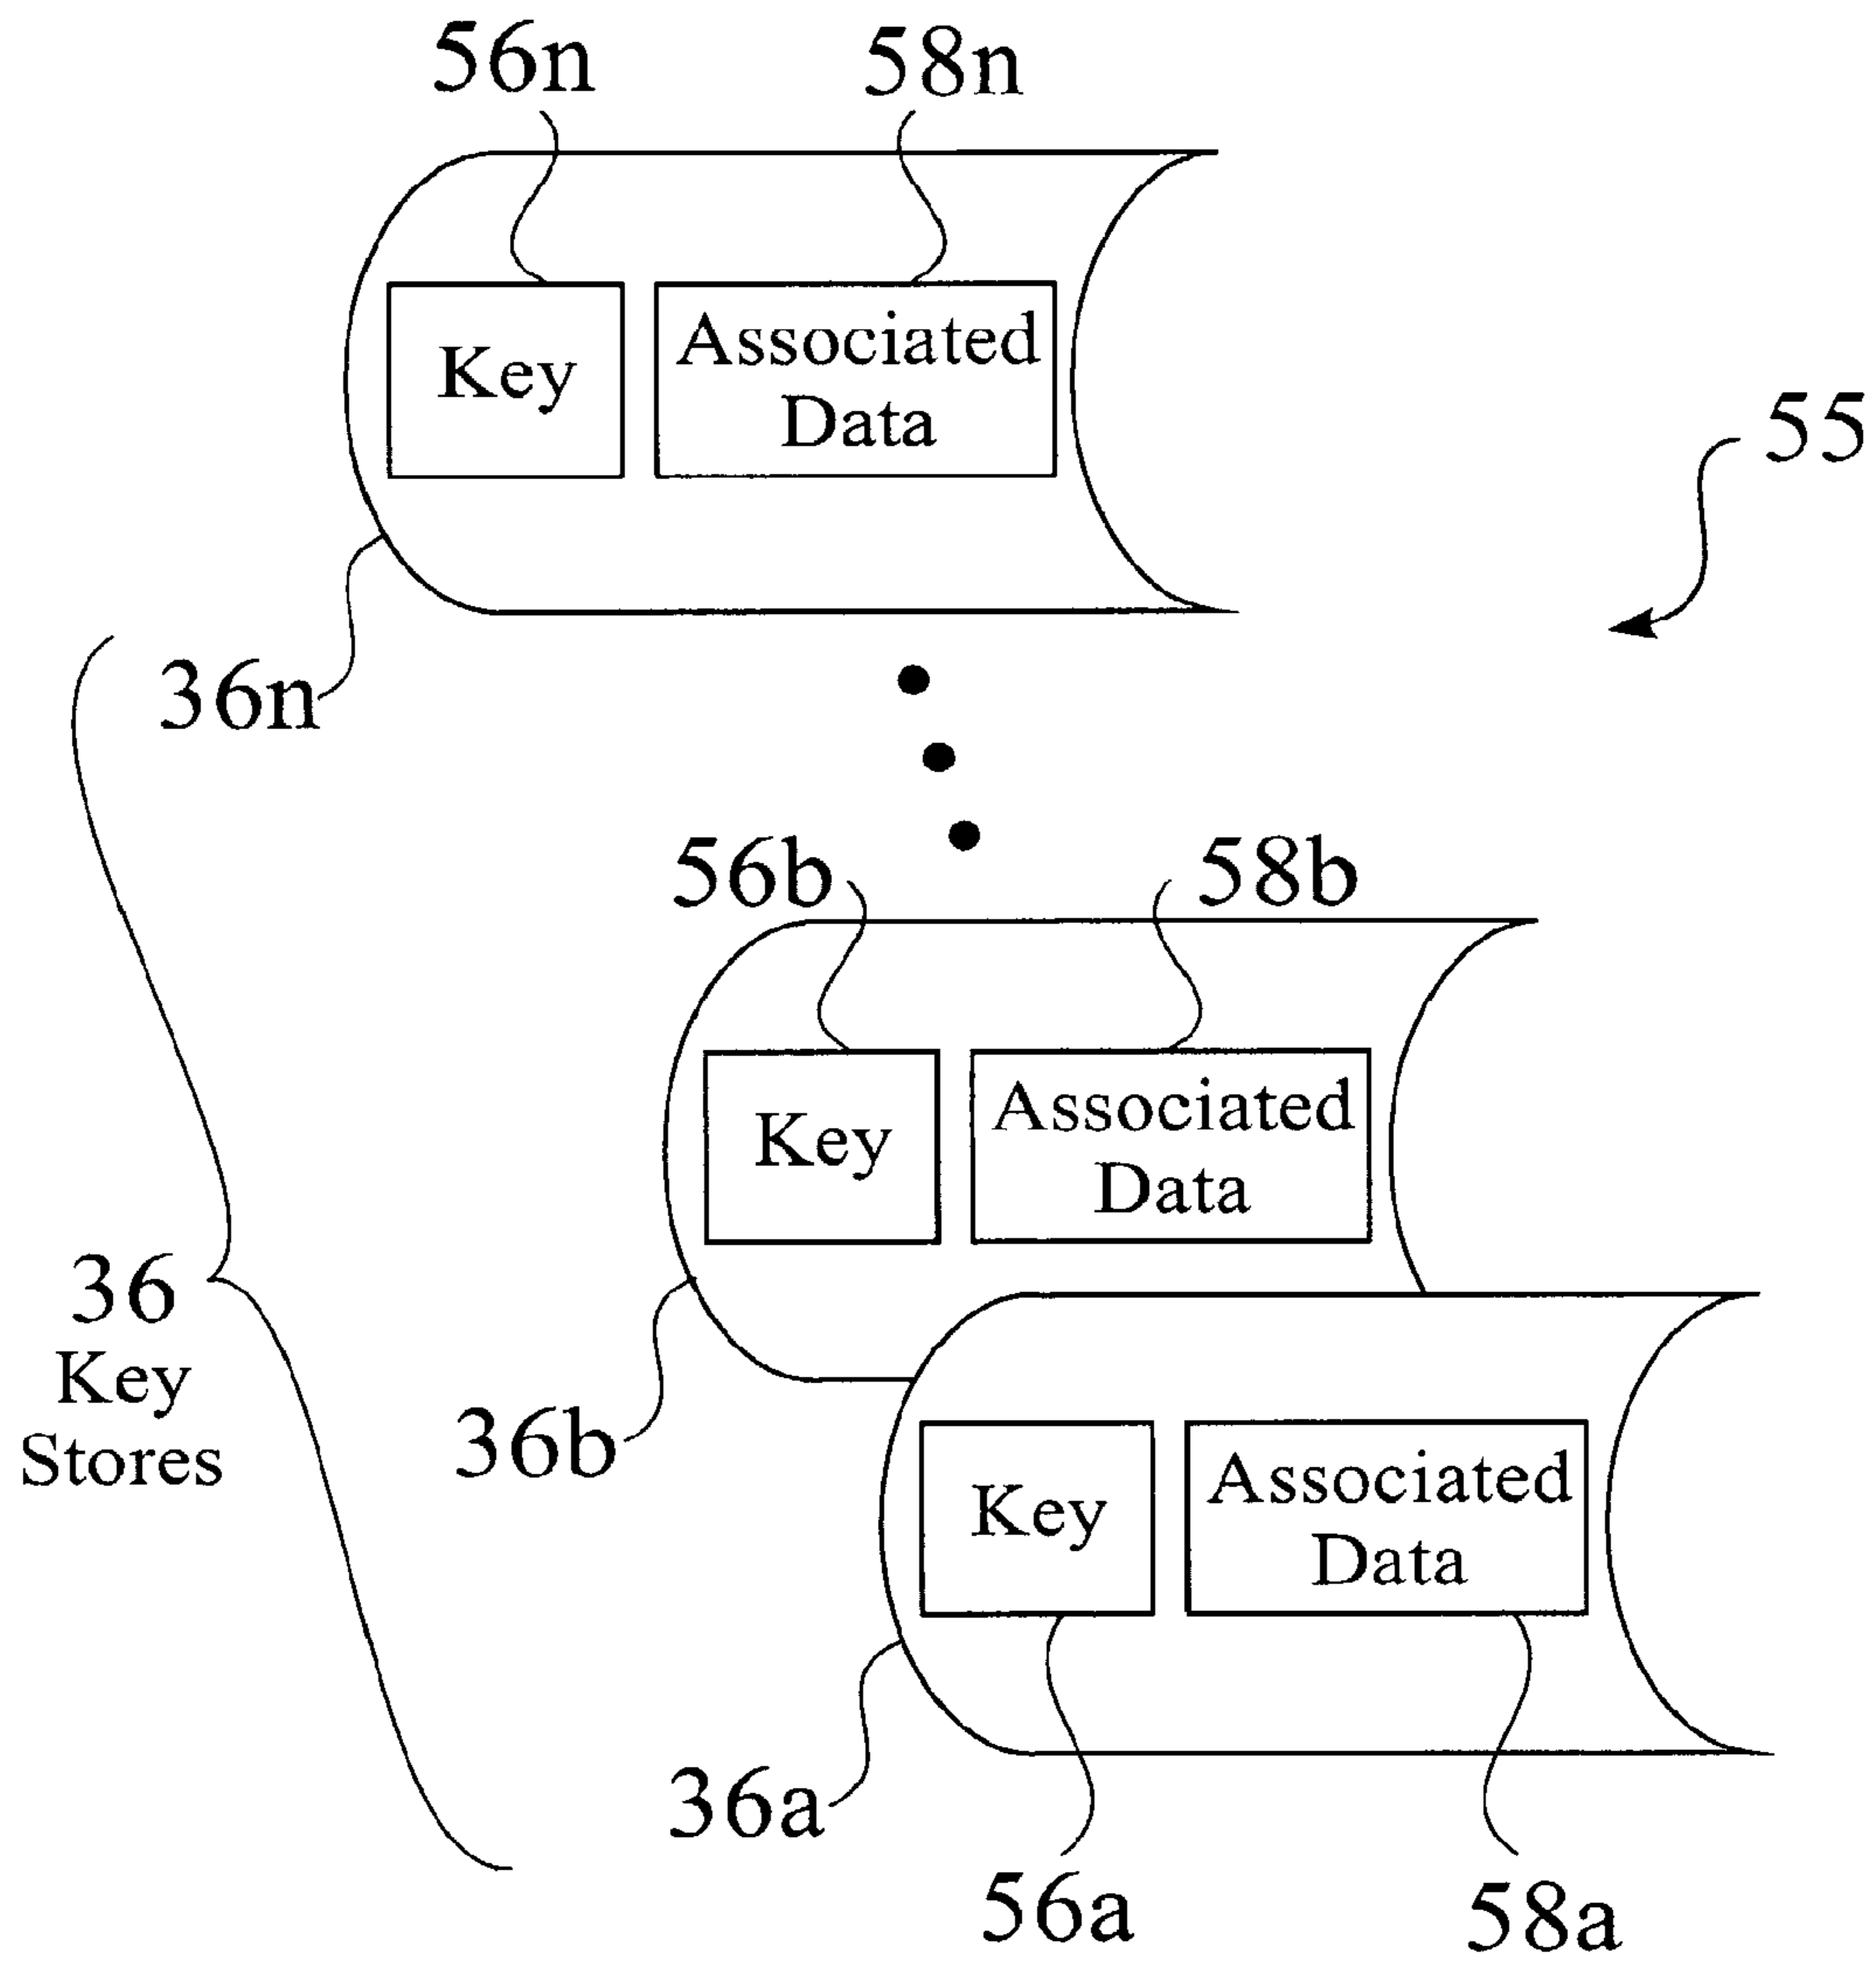 56n
58n
Key
Associated
Data
55
36n
56b
58b
Key
Associated
Data
36
Key
Stores
36b
Key
Associated
Data
36a
56a
58a